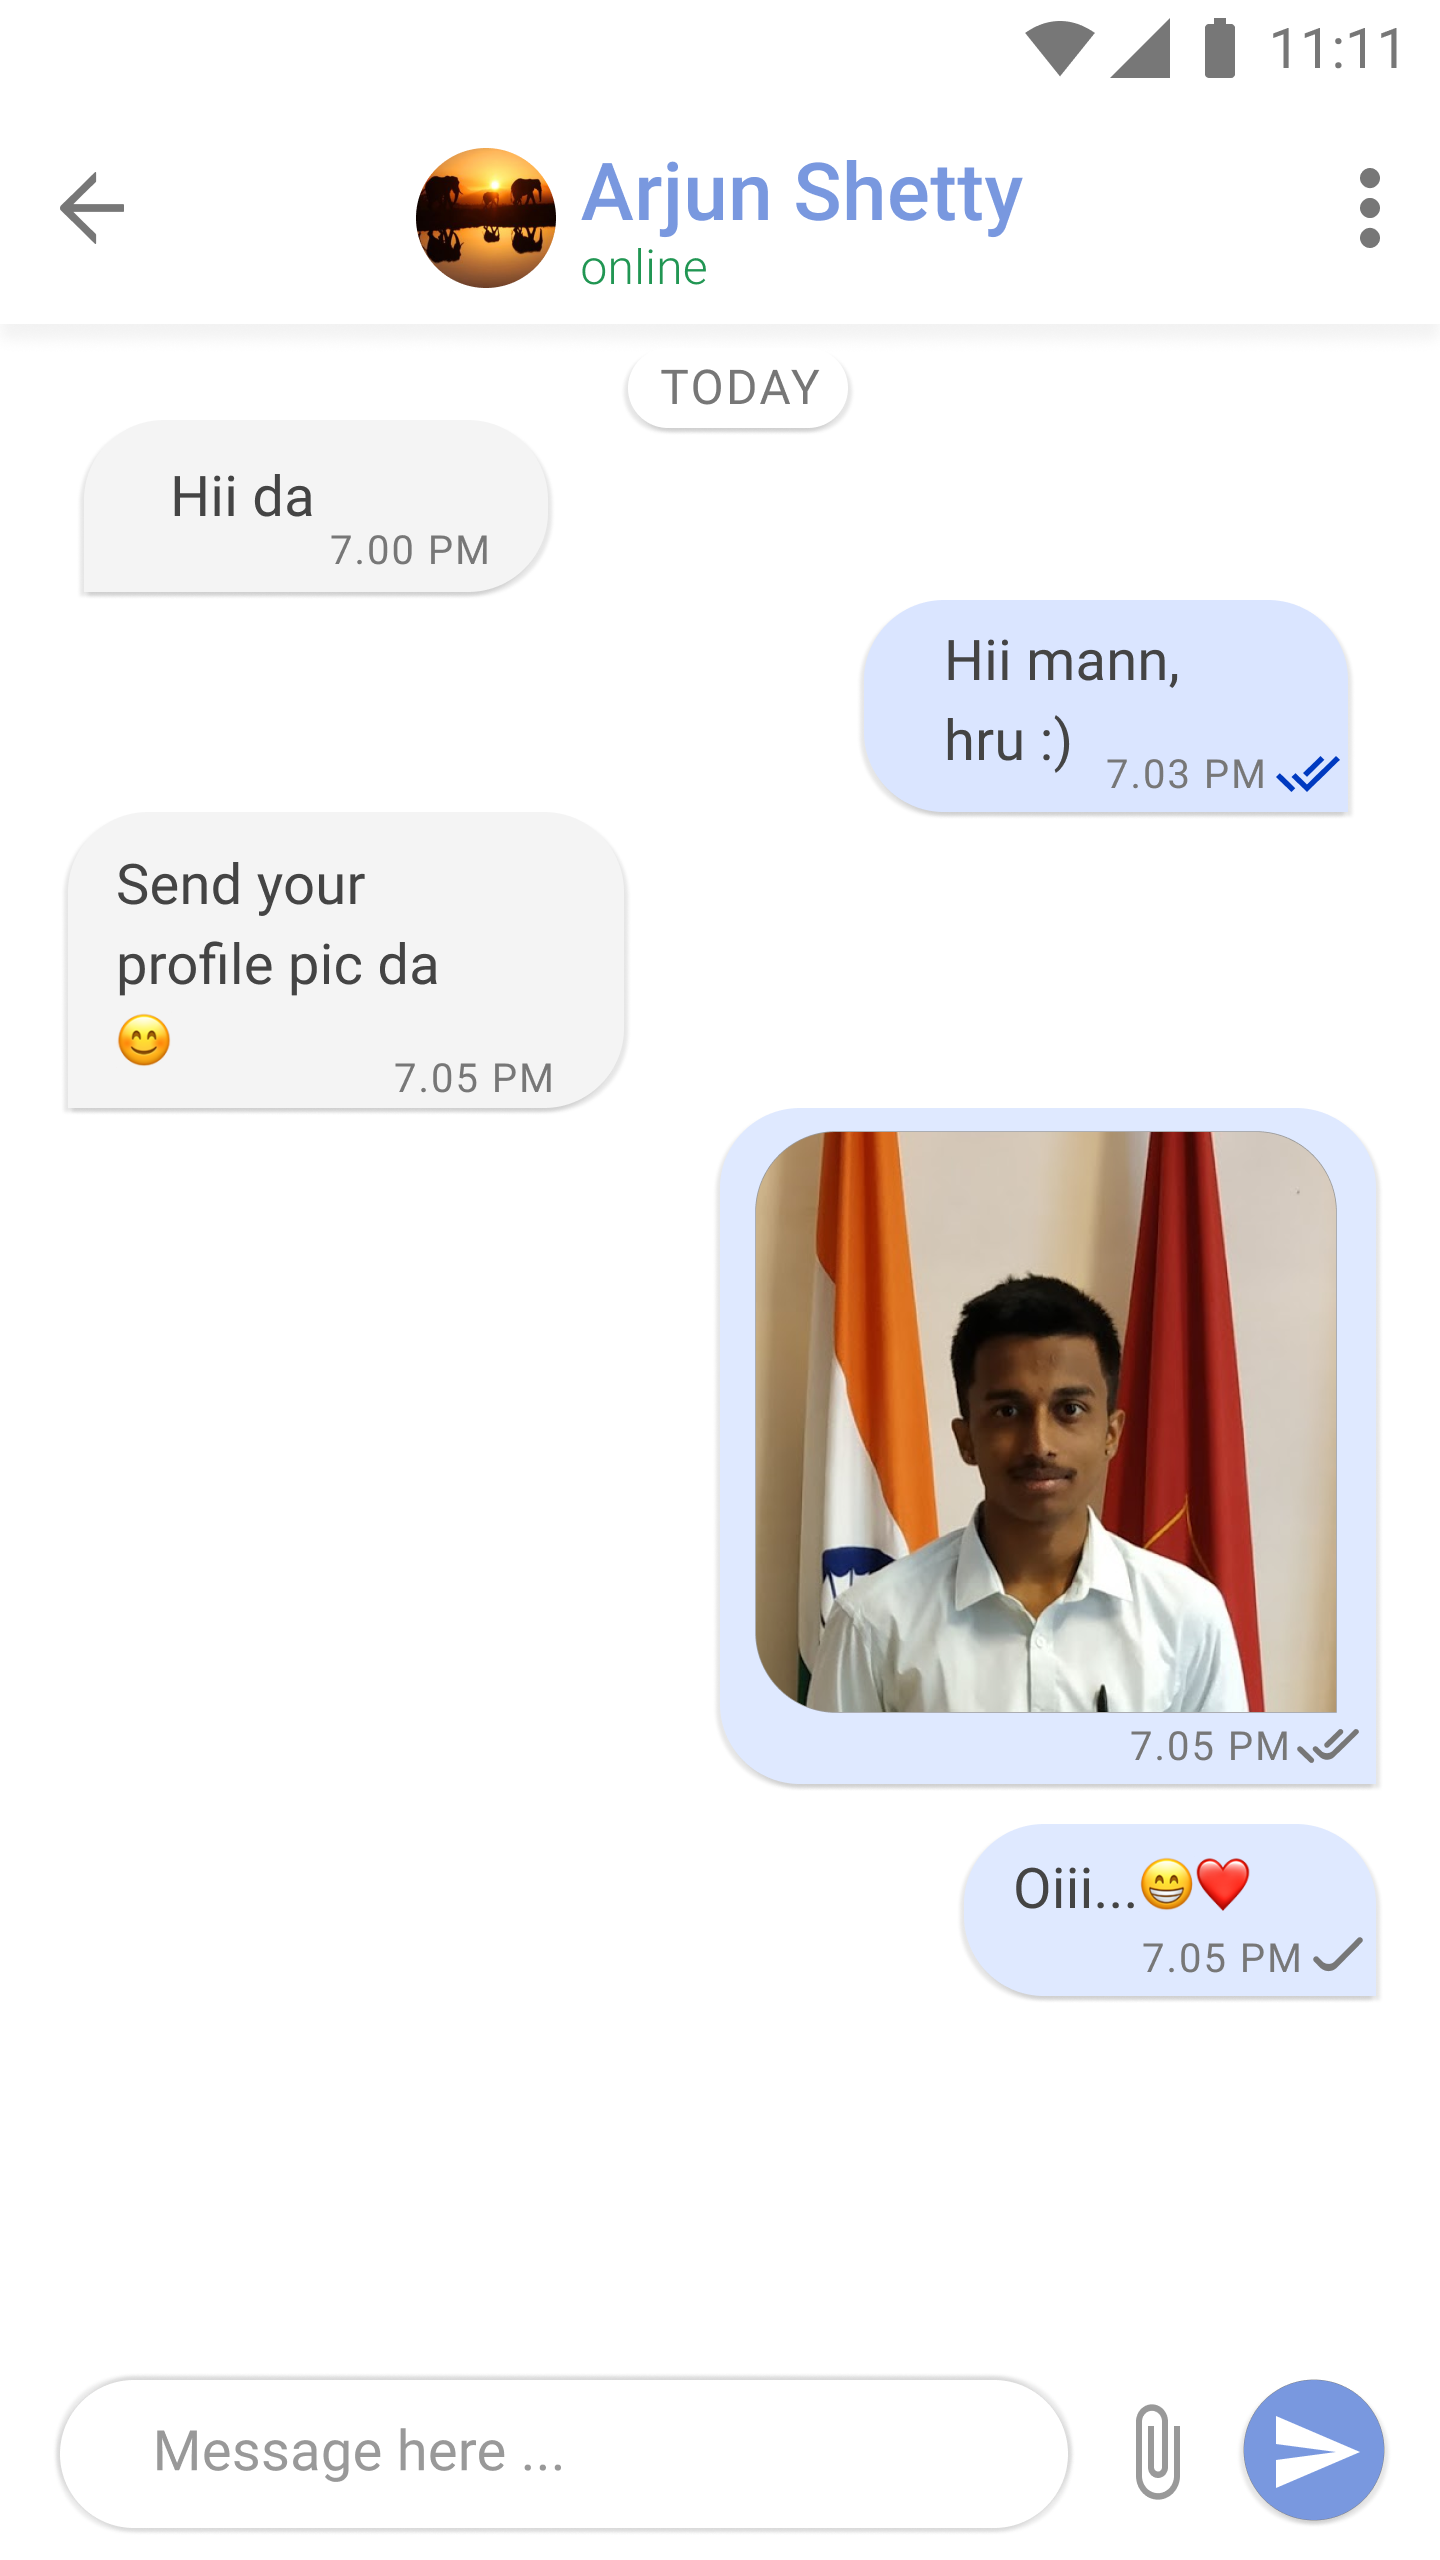 11:11
Arjun Shetty
online
TODAY
Hii da
7.00 PM
Hii mann,
hru :)
7.03 PM
Send your
profile pic da
😊
7.05 PM
7.05 PM
Oiii...😁❤️
7.05 PM
Message here ...